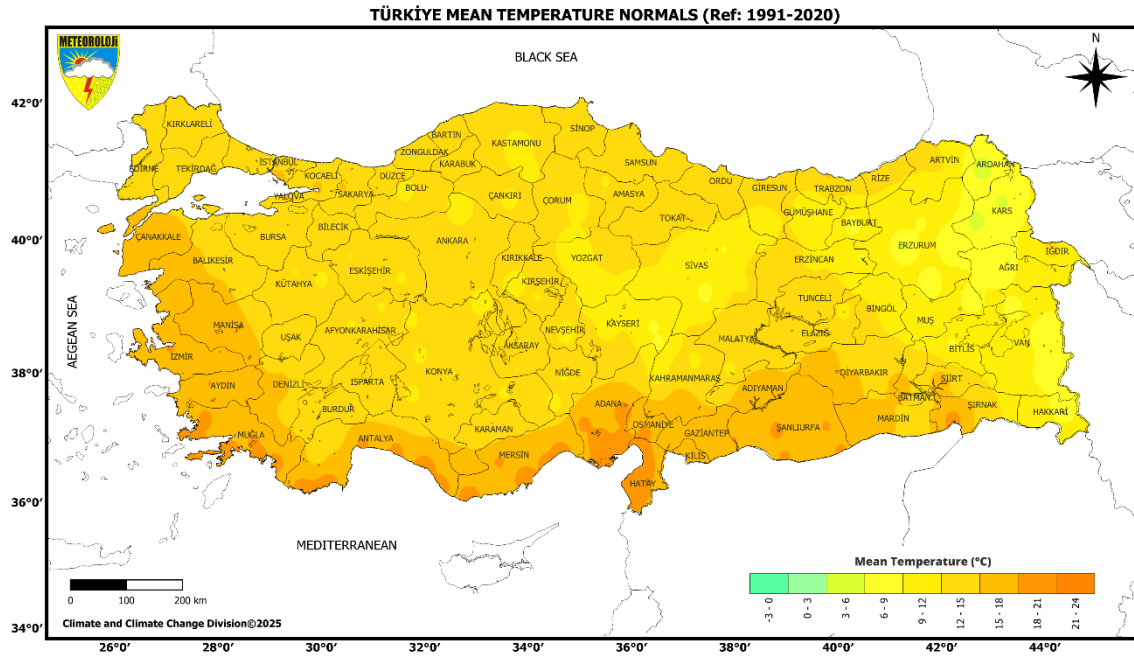 TÜRKİYE MEAN TEMPERATURE NORMALS (Ref: 1991-2020)
METEOROLOJİ
BLACK SEA
N
42°0'
KIRKLARELİ
SİNOP
BARTIN
KASTAMONU
EDİRNE
TEKİRDAĞ
İSTANBUL
ZONGULDAK
KARABUK
SAMSUN
ARTVİN
ARDAHAN
KOCAELİ
DÜZCE
ORDU
GİRESUN
TRABZON
RİZE
YALOVA
SAKARYA
BOLU
ÇANKIRI
ÇORUM
AMASYA
TOKAT
GÜMÜŞHANE
BAYBURT
KARS
40°0'
ÇANAKKALE
BURSA
BİLECİK
ANKARA
ERZURUM
IĞDIR
BALIKESİR
ESKİŞEHİR
KIRIKKALE
YOZGAT
SİVAS
ERZİNCAN
AĞRI
KÜTAHYA
KIRŞEHİR
TUNCELİ
BİNGÖL
AEGEAN SEA
MANİSA
UŞAK
AFYONKARAHİSAR
NEVŞEHİR
KAYSERİ
ELAZIĞ
MUŞ
AKSARAY
MALATYA
BİTLİS
VAN
İZMİR
38°0'
AYDIN
DENİZLİ
ISPARTA
KONYA
NİĞDE
KAHRAMANMARAŞ
ADIYAMAN
DİYARBAKIR
SİİRT
BATMAN
BURDUR
ADANA
ŞIRNAK
HAKKARİ
MUĞLA
ANTALYA
KARAMAN
OSMANİYE
GAZİANTEP
ŞANLIURFA
MARDİN
MERSİN
KİLİS
HATAY
36°0'
MEDITERRANEAN
Mean Temperature (°C)
-3 - 0
0 - 3
3 - 6
6 - 9
9 - 12
12 - 15
15 - 18
18 - 21
21 - 24
0 100 200 km
Climate and Climate Change Division©2025
34°0'
26°0' 28°0' 30°0' 32°0' 34°0' 36°0' 38°0' 40°0' 42°0' 44°0'